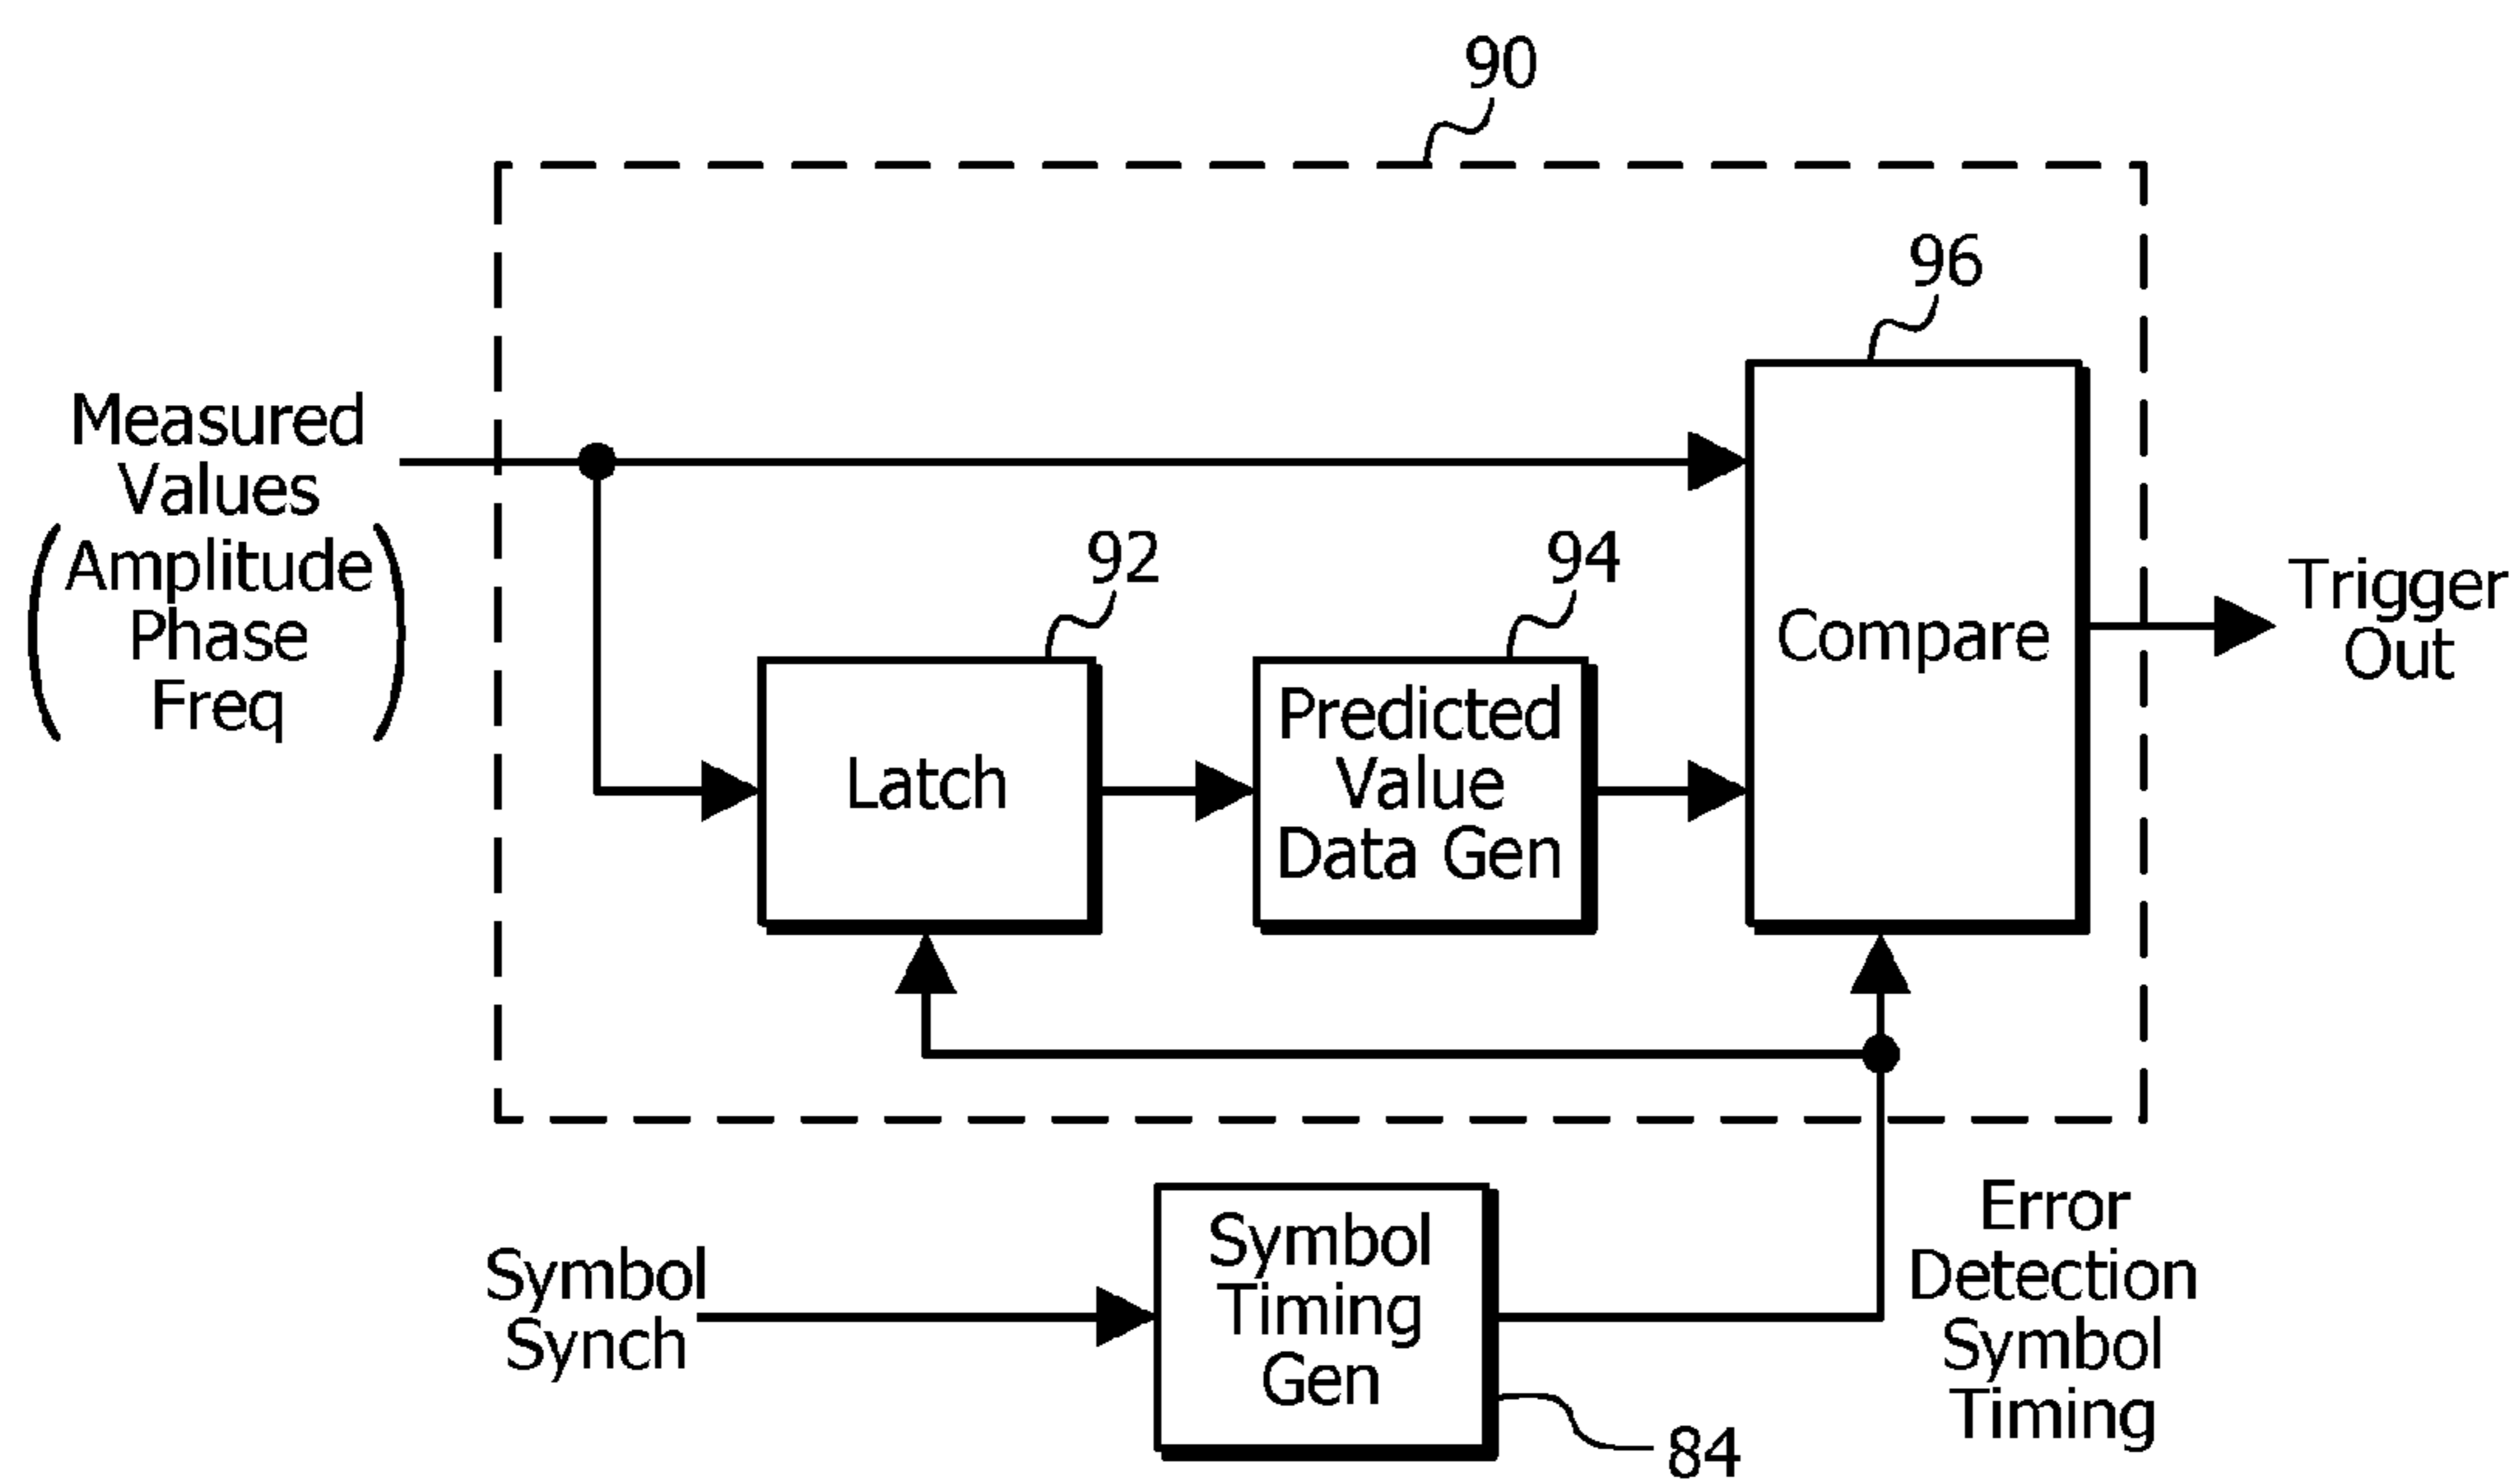 90
96
Measured
Values
Amplitude
Phase
Freq
92
94
Latch
Predicted
Value
Data Gen
Compare
Trigger
Out
Symbol
Synch
Symbol
Timing
Gen
84
Error
Detection
Symbol
Timing